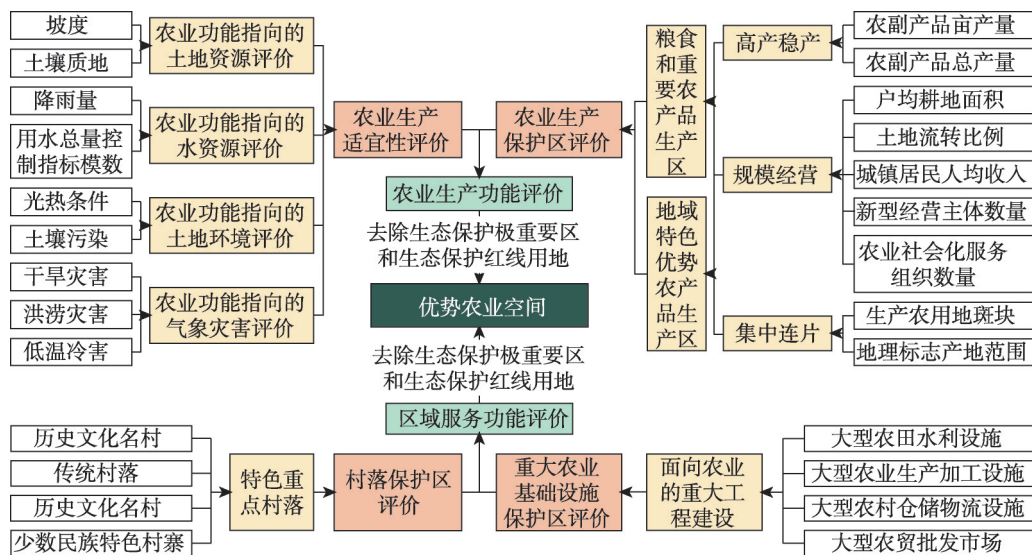 坡度
土壤质地
降雨量
用水总量控
制指标模数
光热条件
土壤污染
干旱灾害
洪涝灾害
低温冷害
农业功能指向的
土地资源评价
农业功能指向的
水资源评价
农业功能指向的
土地环境评价
农业功能指向的
气象灾害评价
农业生产
适宜性评价
农业生产
保护区评价
农业生产功能评价
去除生态保护极重要区
和生态保护红线用地
优势农业空间
去除生态保护极重要区
和生态保护红线用地
区域服务功能评价
粮食
和重
要农
产品
生产
区
地域
特色
优势
农产
品生
产区
高产稳产
规模经营
集中连片
农副产品亩产量
农副产品总产量
户均耕地面积
土地流转比例
城镇居民人均收入
新型经营主体数量
农业社会化服务
组织数量
生产农用地斑块
地理标志产地范围
历史文化名村
传统村落
历史文化名村
少数民族特色村寨
特色重
点村落
村落保护区
评价
重大农业
基础设施
保护区评价
面向农业
的重大工
程建设
大型农田水利设施
大型农业生产加工设施
大型农村仓储物流设施
大型农贸批发市场